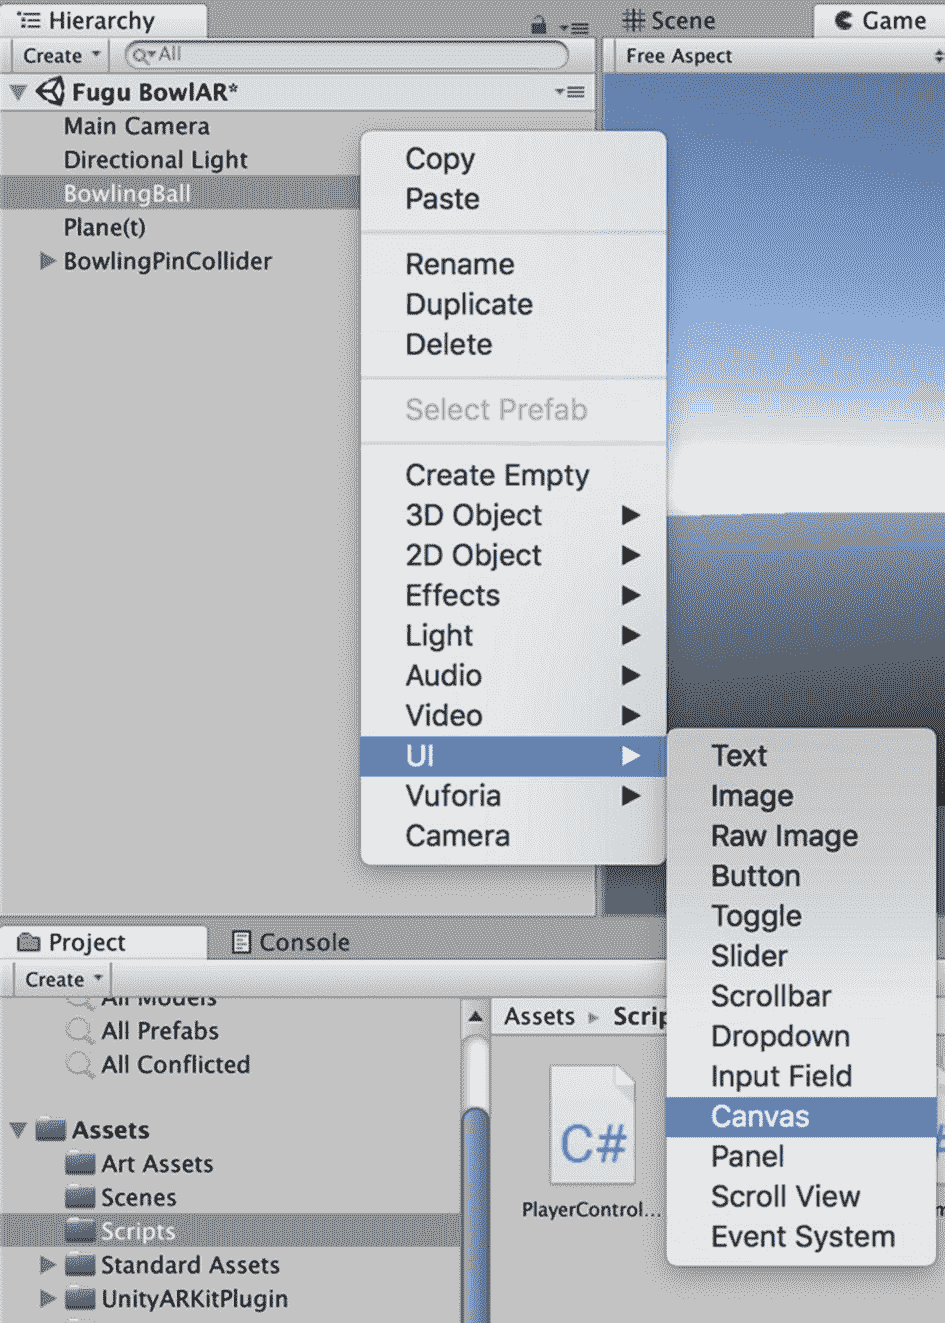 Hierarchy
Scene
Game
Create
All
Free Aspect
Fugu BowlAR*
Main Camera
Directional Light
BowlingBall
Plane(t)
BowlingPinCollider
Copy
Paste
Rename
Duplicate
Delete
Select Prefab
Create Empty
3D Object
2D Object
Effects
Light
Audio
Video
UI
Vuforia
Camera
Text
Image
Raw Image
Button
Toggle
Slider
Scrollbar
Dropdown
Input Field
Canvas
Panel
Scroll View
Event System
Project
Console
Create
All Models
All Prefabs
All Conflicted
Assets
Art Assets
Scenes
Scripts
Standard Assets
UnityARKitPlugin
Assets
C#
PlayerControl...